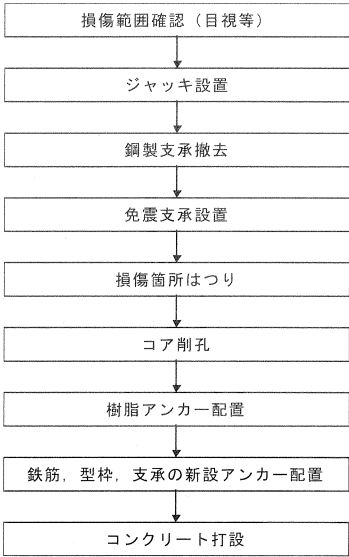 損傷範囲確認（目視等）
ジャッキ設置
鋼製支承撤去
免震支承設置
損傷箇所はつり
コア削孔
樹脂アンカー配置
鉄筋，型枠，支承の新設アンカー配置
コンクリート打設